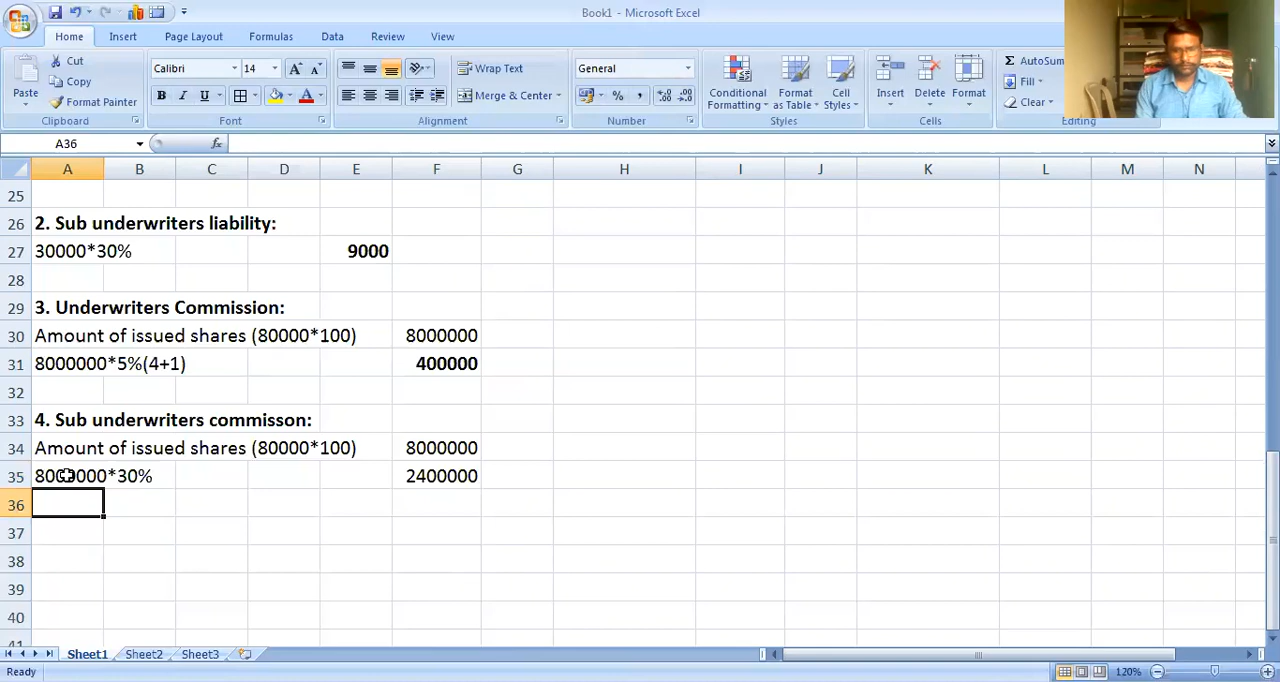 Book1 - Microsoft Excel
Home Insert Page Layout Formulas Data Review View
Paste Cut Copy Format Painter
Calibri 14
B I U
Wrap Text
Merge & Center
General
Conditional Formatting
Format as Table
Cell Styles
Insert Delete Format
Σ AutoSum
Fill
Clear
Clipboard Font Alignment Number Styles Cells Editing
A36 fx
A B C D E F G H I J K L M N
25
26 2. Sub underwriters liability:
27 30000*30% 9000
28
29 3. Underwriters Commission:
30 Amount of issued shares (80000*100) 8000000
31 8000000*5%(4+1) 400000
32
33 4. Sub underwriters commisson:
34 Amount of issued shares (80000*100) 8000000
35 8000000*30% 2400000
36
37
38
39
40
41
Sheet1 Sheet2 Sheet3
Ready 120%